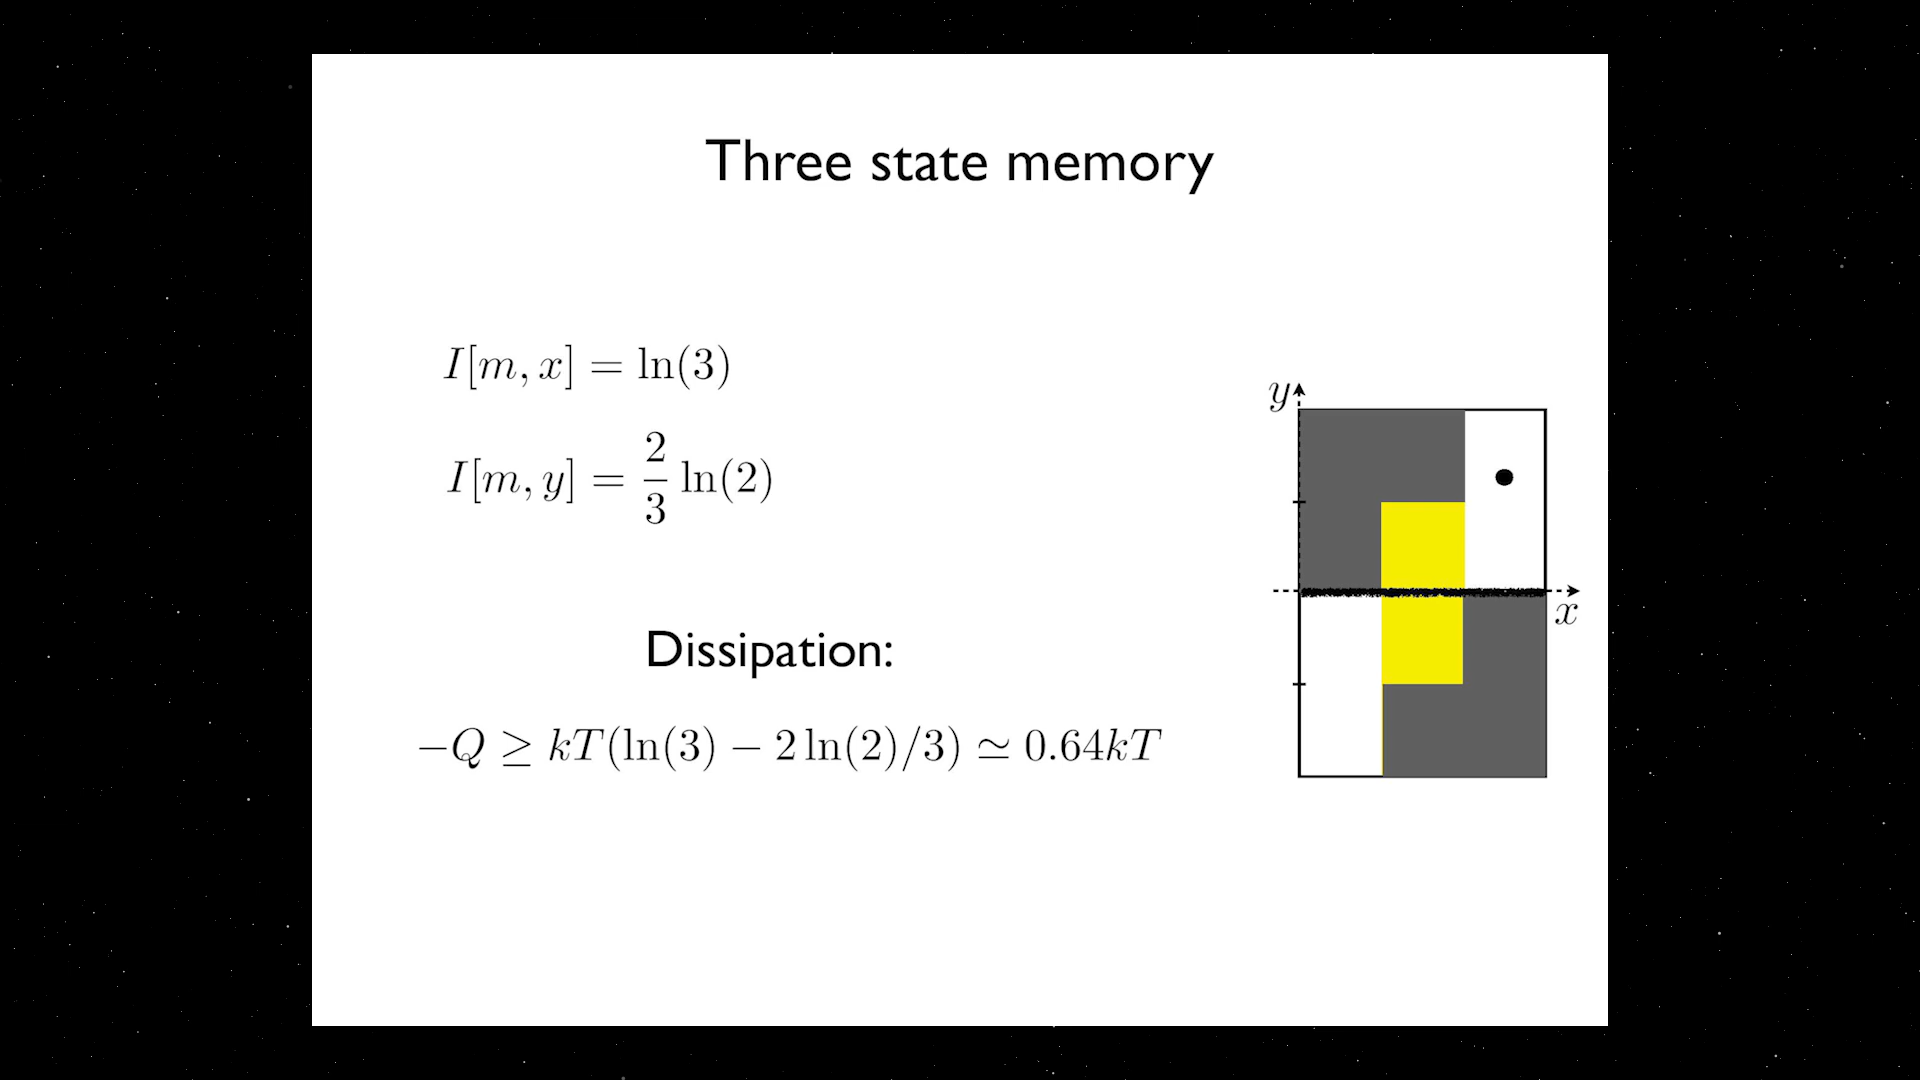 Three state memory
I[m, x] = ln(3)
I[m, y] = 2/3 ln(2)
Dissipation:
−Q ≥ kT(ln(3) − 2 ln(2)/3) ≃ 0.64kT
y
x